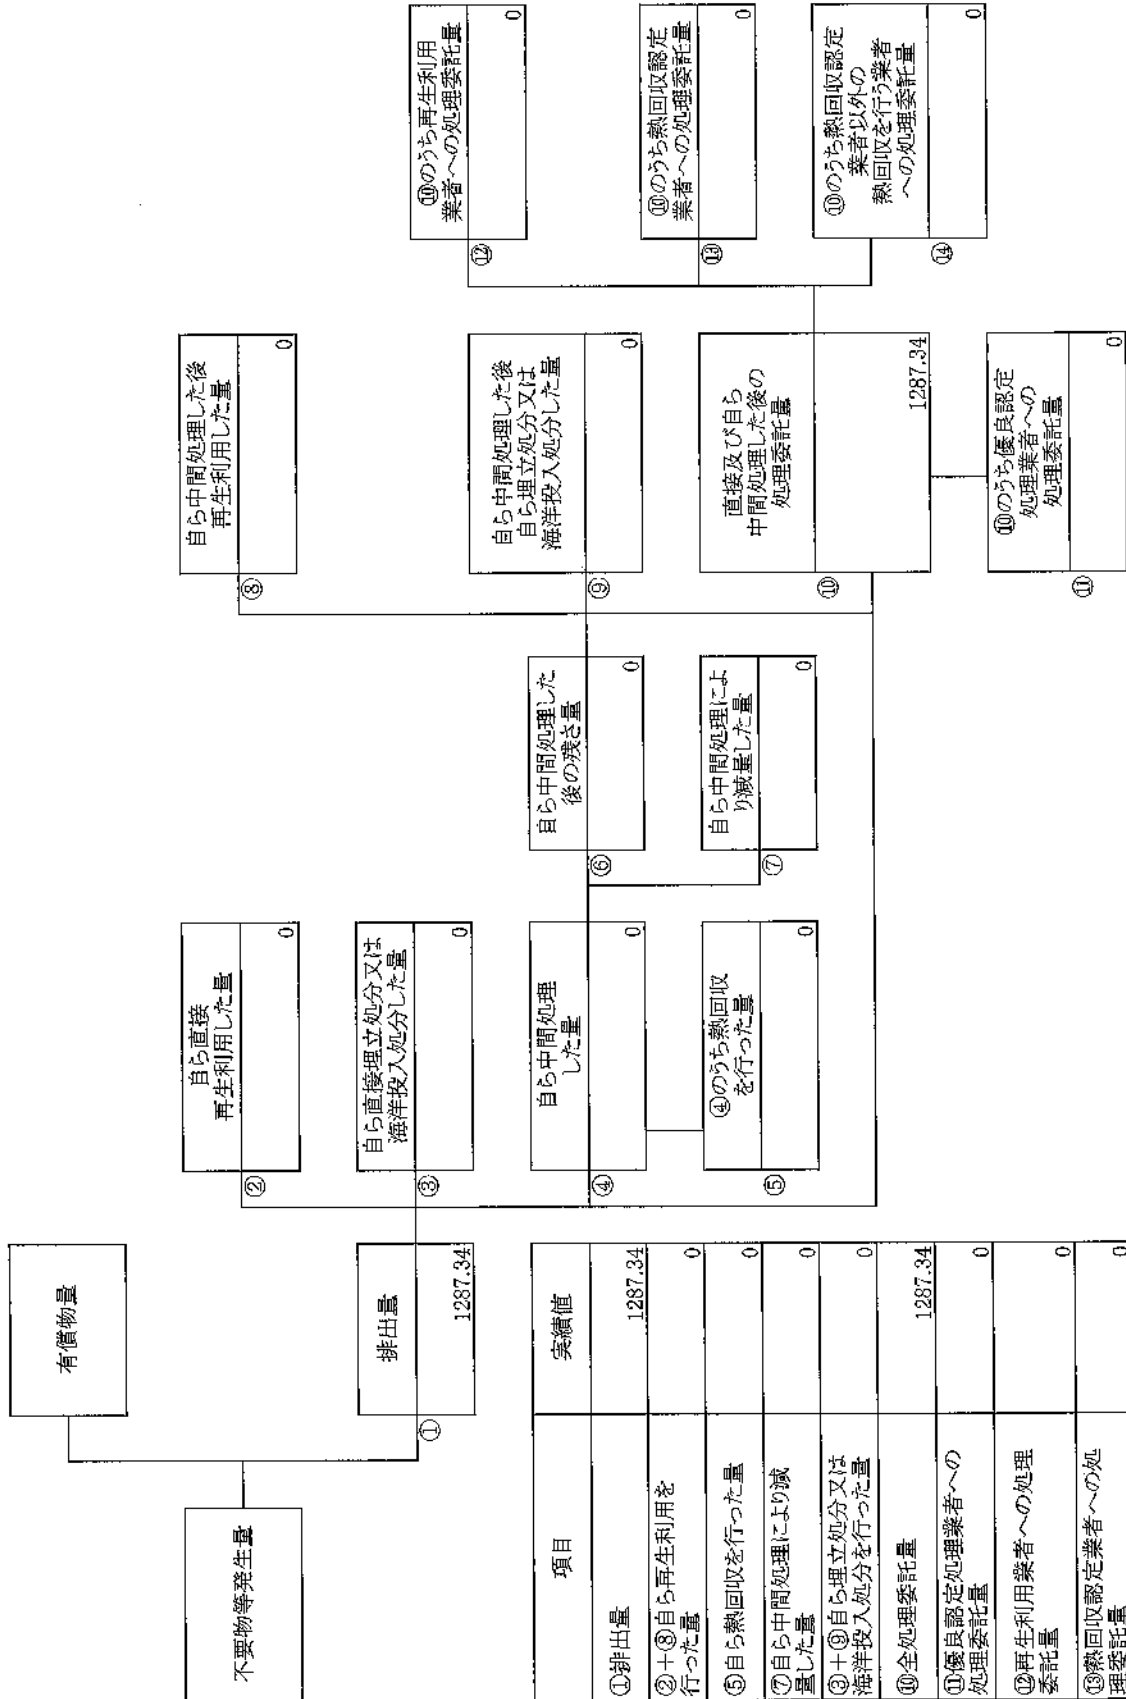 不要物等発生量
有償物量
排出量
①
1287.34
自ら直接
再生利用した量
②
0
自ら直接埋立処分又は
海洋投入処分した量
③
0
自ら中間処理
した量
④
0
④のうち熱回収
を行った量
⑤
0
自ら中間処理した
後の残さ量
⑥
0
自ら中間処理によ
り減量した量
⑦
0
自ら中間処理した後
再生利用した量
⑧
0
自ら中間処理した後
自ら埋立処分又は
海洋投入処分した量
⑨
0
直接及び自ら
中間処理した後の
処理委託量
⑩
1287.34
⑩のうち優良認定
処理業者への
処理委託量
⑪
0
⑩のうち再生利用
業者への処理委託量
⑫
0
⑩のうち熱回収認定
業者への処理委託量
⑬
0
⑩のうち熱回収認定
業者以外の
熱回収を行う業者
への処理委託量
⑭
0
項目 実績値
①排出量 1287.34
②+⑧自ら再生利用を
行った量 0
⑤自ら熱回収を行った量 0
⑦自ら中間処理により減
量した量 0
③+⑨自ら埋立処分又は
海洋投入処分を行った量 0
⑩全処理委託量 1287.34
⑪優良認定処理業者への
処理委託量 0
⑫再生利用業者への処理
委託量 0
⑬熱回収認定業者への処
理委託量 0